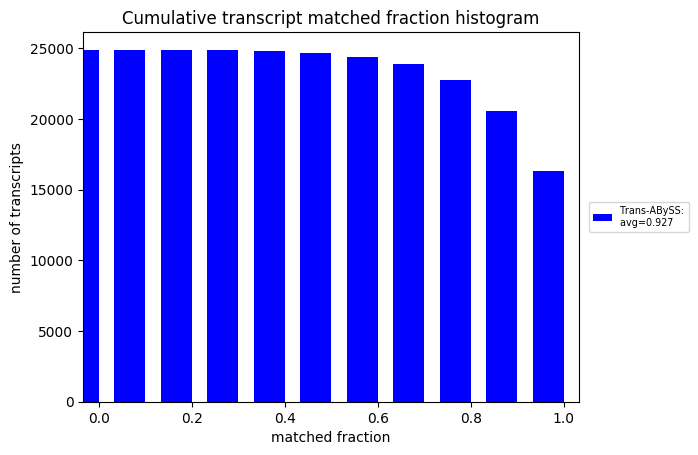 Cumulative transcript matched fraction histogram
number of transcripts
25000
20000
15000
10000
5000
0
0.0 0.2 0.4 0.6 0.8 1.0
matched fraction
Trans-ABySS:
avg=0.927